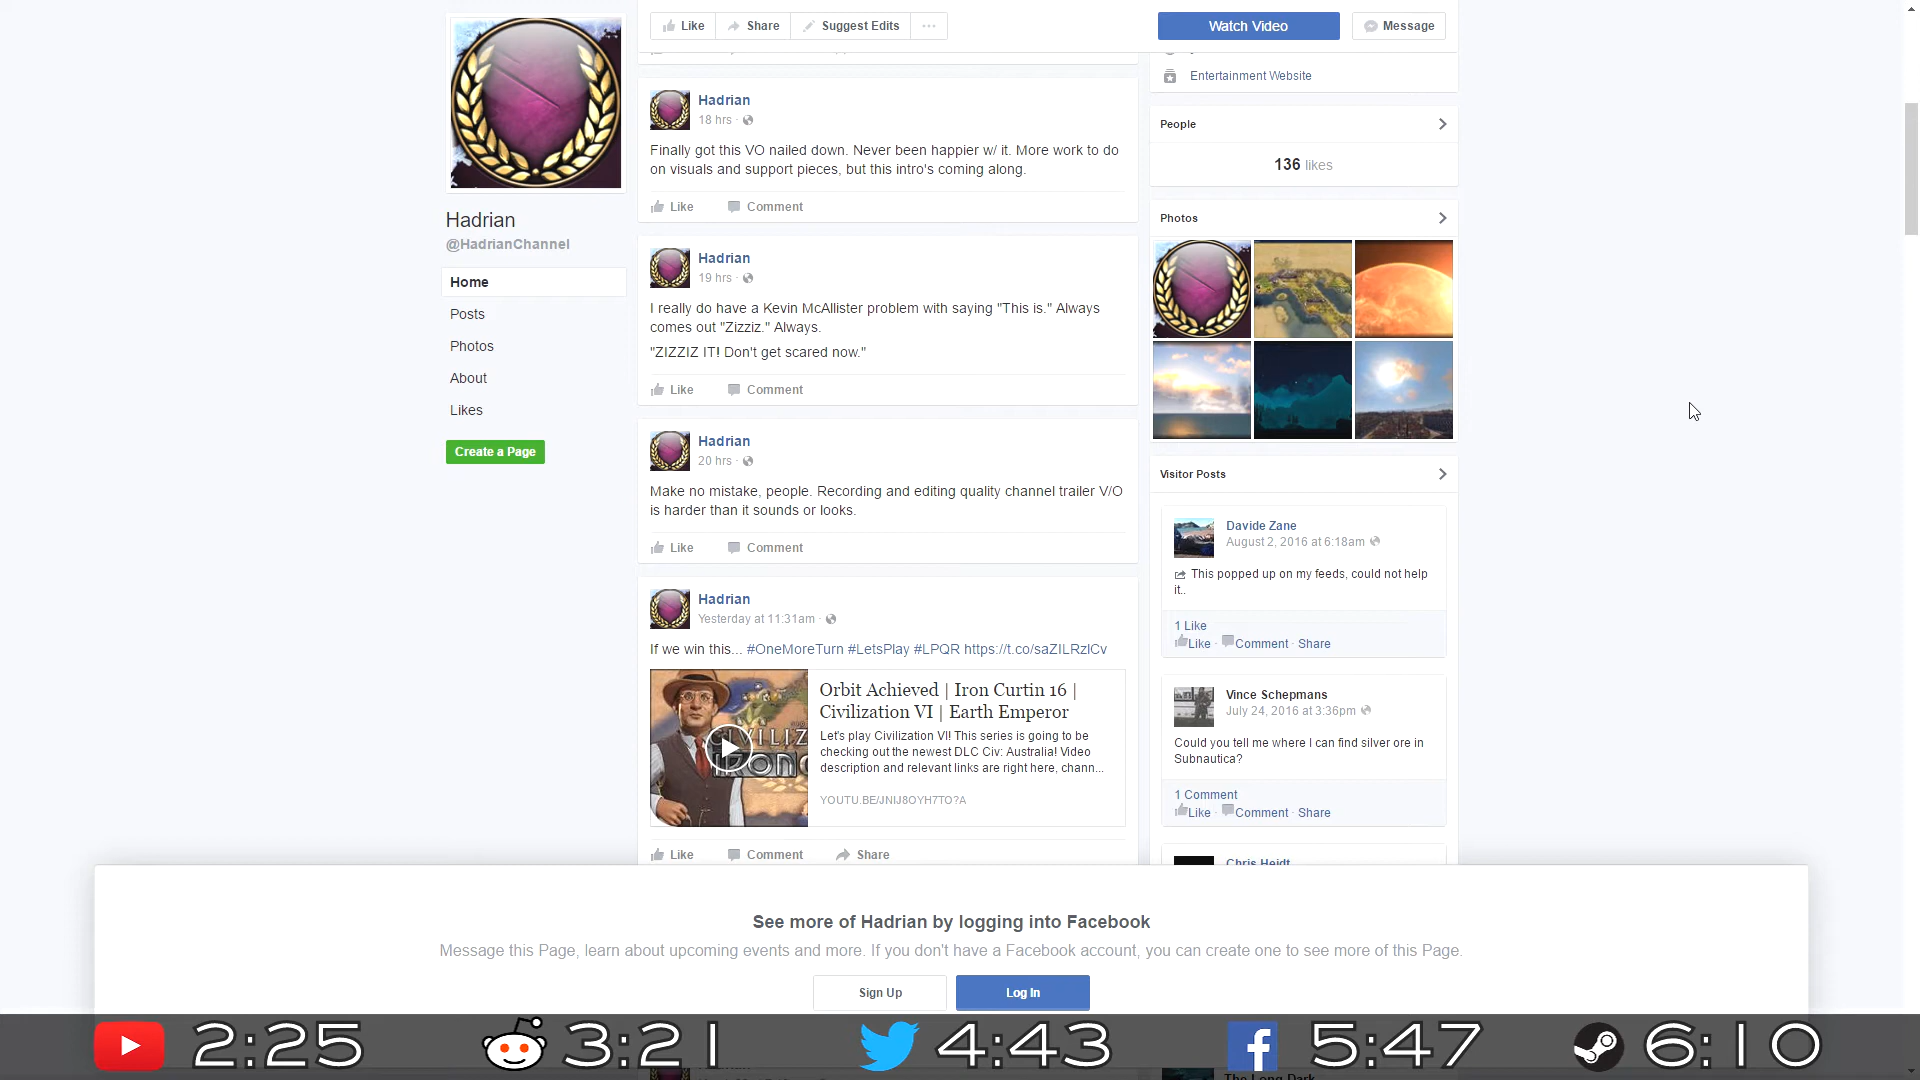 Like
Share
Suggest Edits
Watch Video
Message
Hadrian
@HadrianChannel
Home
Posts
Photos
About
Likes
Create a Page
Hadrian
18 hrs
Finally got this VO nailed down. Never been happier w/ it. More work to do
on visuals and support pieces, but this intro's coming along.
Like Comment
Hadrian
19 hrs
I really do have a Kevin McAllister problem with saying "This is." Always
comes out "Zizziz." Always.
"ZIZZIZ IT! Don't get scared now."
Like Comment
Hadrian
20 hrs
Make no mistake, people. Recording and editing quality channel trailer V/O
is harder than it sounds or looks.
Like Comment
Hadrian
Yesterday at 11:31am
If we win this... #OneMoreTurn #LetsPlay #LPQR https://t.co/saZILRzlCv
Orbit Achieved | Iron Curtin 16 |
Civilization VI | Earth Emperor
Let's play Civilization VI! This series is going to be
checking out the newest DLC Civ: Australia! Video
description and relevant links are right here, chann...
YOUTU.BE/JNIJ8OYH7TO?A
Like Comment Share
Entertainment Website
People
136 likes
Photos
Visitor Posts
Davide Zane
August 2, 2016 at 6:18am
This popped up on my feeds, could not help
it..
1 Like
Like · Comment · Share
Vince Schepmans
July 24, 2016 at 3:36pm
Could you tell me where I can find silver ore in
Subnautica?
1 Comment
Like · Comment · Share
Chris Heidt
See more of Hadrian by logging into Facebook
Message this Page, learn about upcoming events and more. If you don't have a Facebook account, you can create one to see more of this Page.
Sign Up
Log In
2:25
3:21
4:43
5:47
6:10
The Long Dark